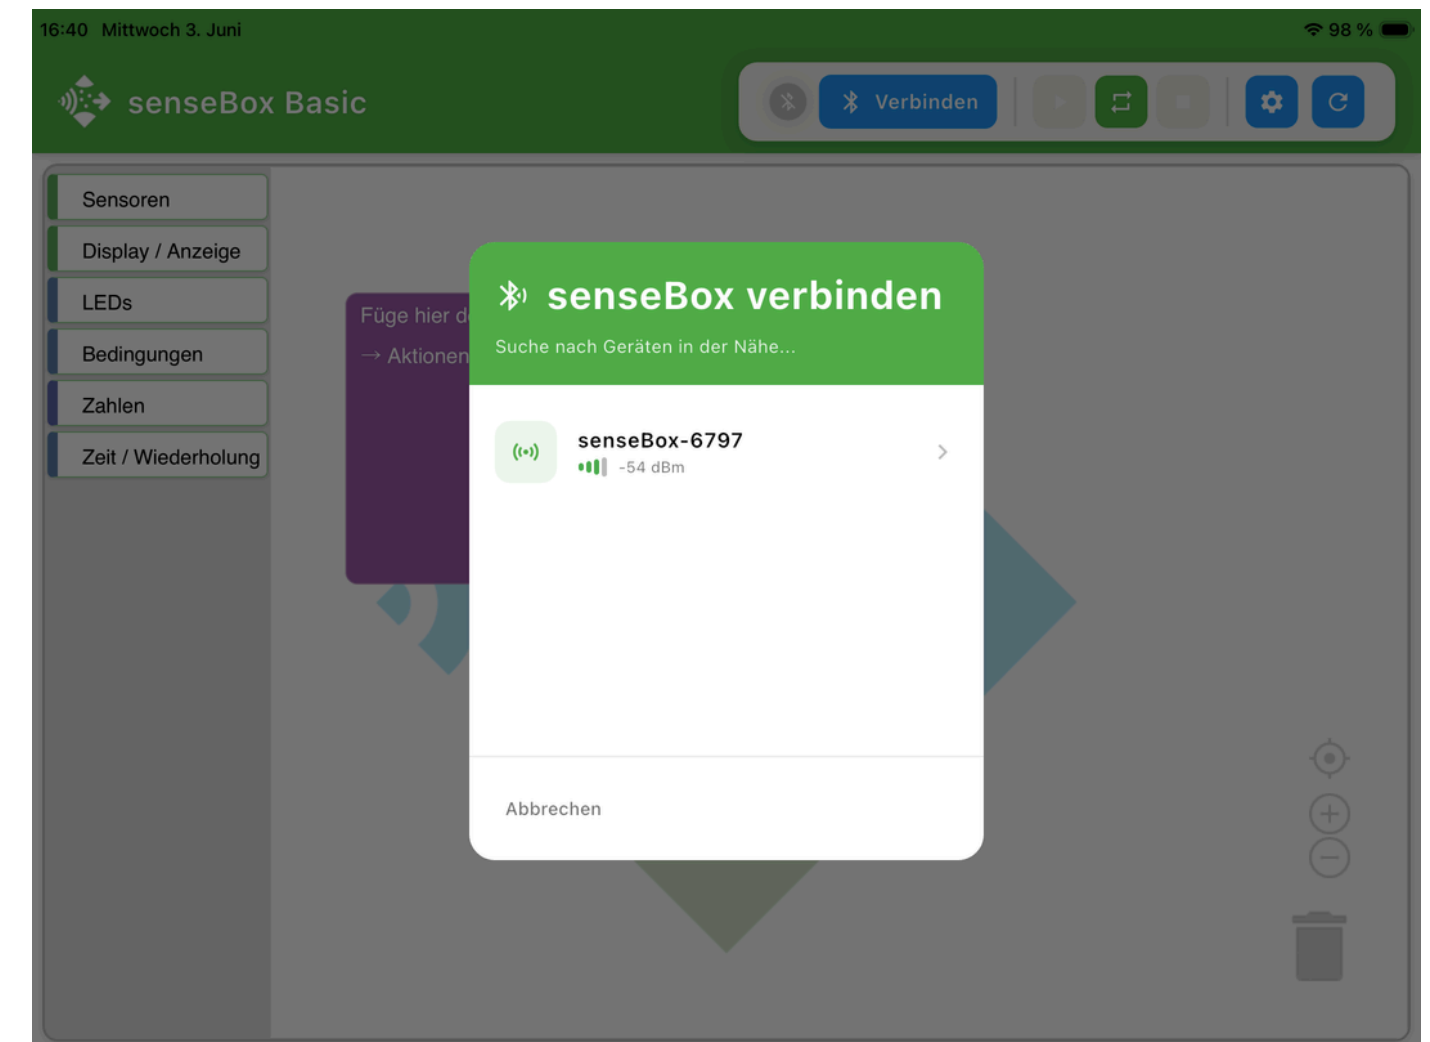 16:40 Mittwoch 3. Juni
98 %
senseBox Basic
Verbinden
Sensoren
Display / Anzeige
LEDs
Bedingungen
Zahlen
Zeit / Wiederholung
Füge hier d
→ Aktionen
senseBox verbinden
Suche nach Geräten in der Nähe...
senseBox-6797
-54 dBm
Abbrechen